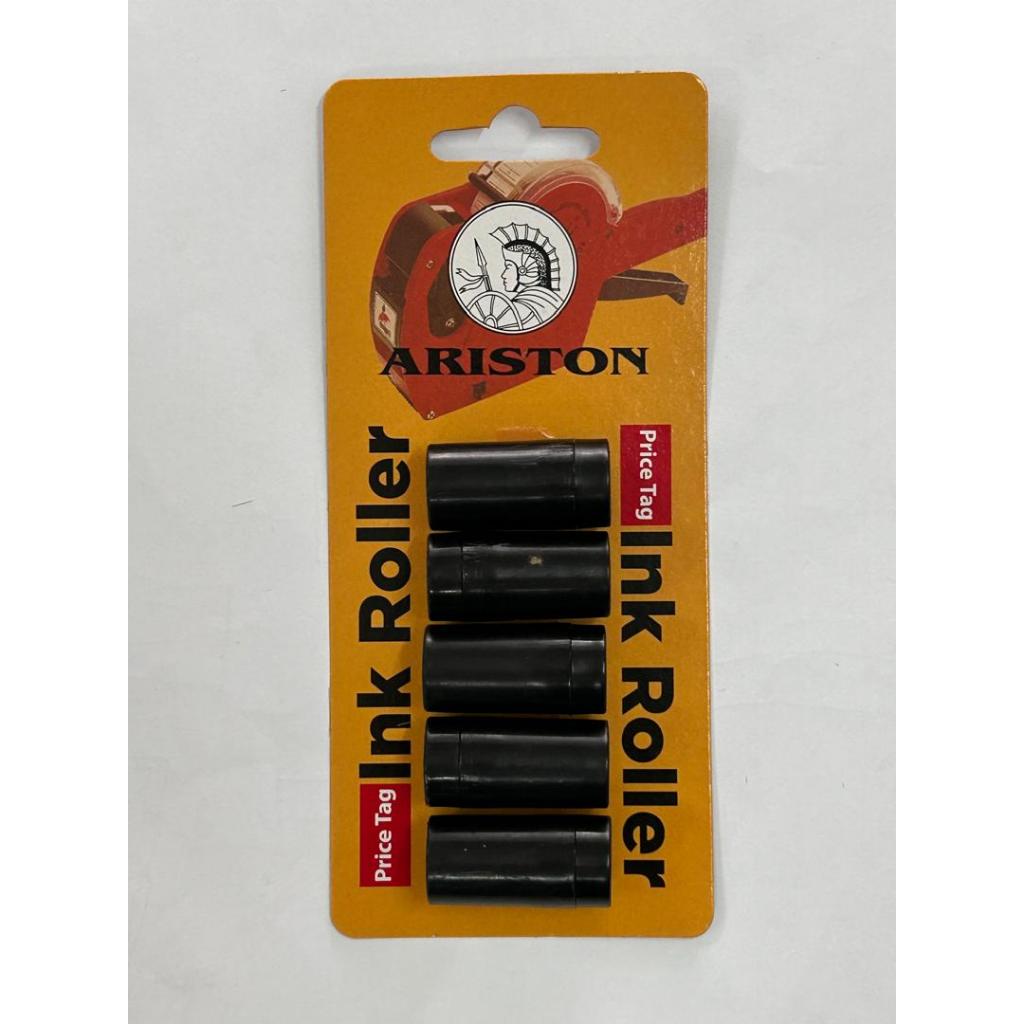 ARISTON
Price Tag
Ink Roller
Price Tag
Ink Roller